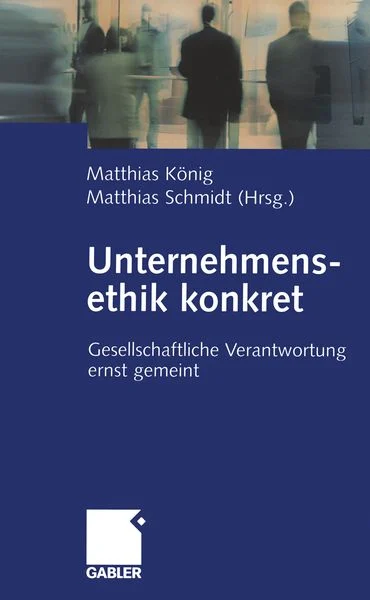 Matthias König
Matthias Schmidt (Hrsg.)
Unternehmens-
ethik konkret
Gesellschaftliche Verantwortung
ernst gemeint
GABLER